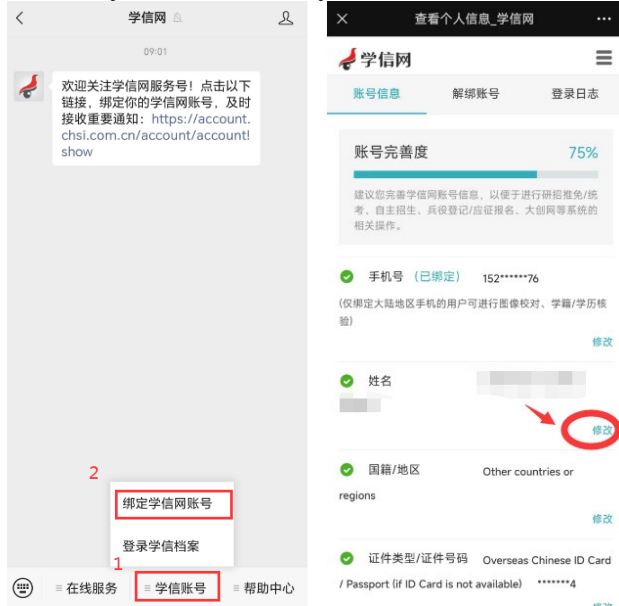 学信网
09:01
欢迎关注学信网服务号！点击以下
链接，绑定你的学信网账号，及时
接收重要通知：https://account.
chsi.com.cn/account/account!
show
2
绑定学信网账号
登录学信档案
1
在线服务
学信账号
帮助中心
查看个人信息_学信网
学信网
账号信息
解绑账号
登录日志
账号完善度
75%
建议您完善学信网账号信息，以便于进行研招推免/统
考、自主招生、兵役登记/应征报名、大创网等系统的
相关操作。
手机号 （已绑定） 152******76
(仅绑定大陆地区手机的用户可进行图像校对、学籍/学历核
验)
修改
姓名
修改
国籍/地区 Other countries or
regions
修改
证件类型/证件号码 Overseas Chinese ID Card
/ Passport (if ID Card is not available) *******4
修改